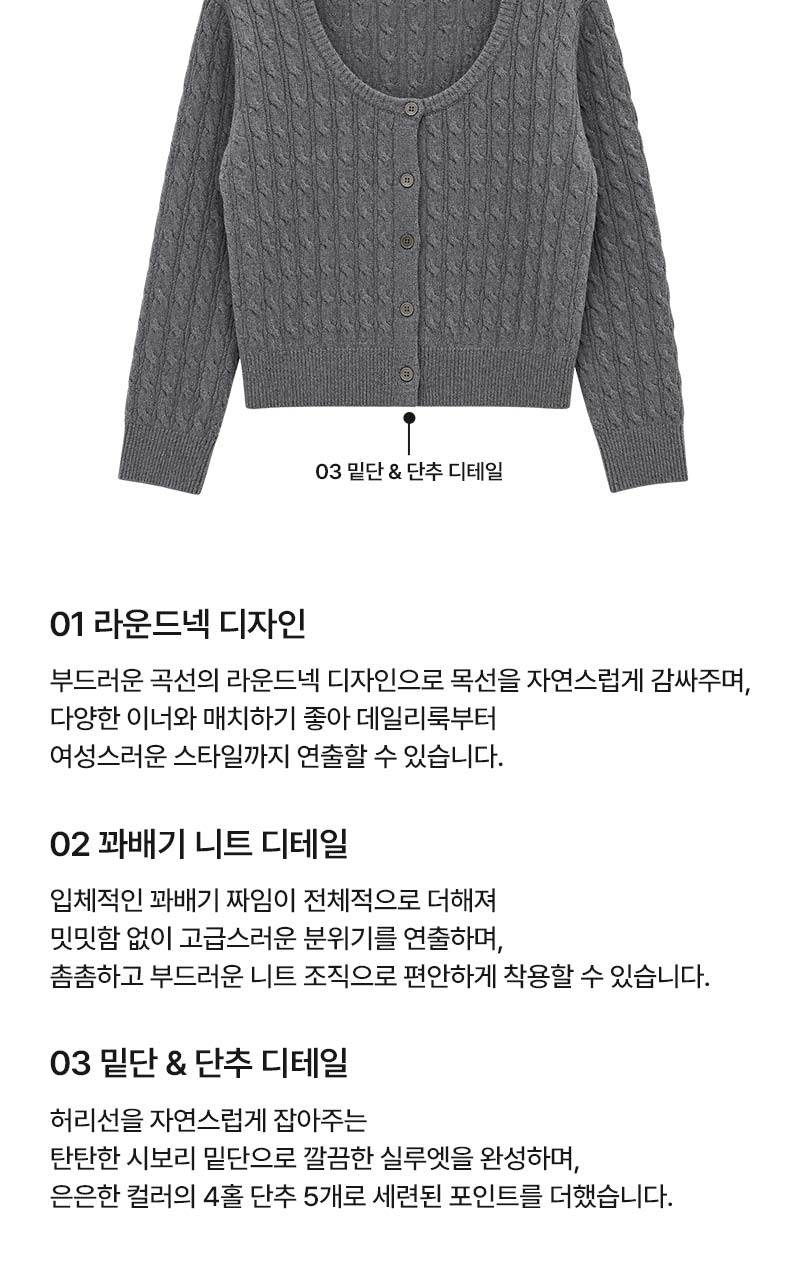 03 밑단 & 단추 디테일
01 라운드넥 디자인
부드러운 곡선의 라운드넥 디자인으로 목선을 자연스럽게 감싸주며,
다양한 이너와 매치하기 좋아 데일리룩부터
여성스러운 스타일까지 연출할 수 있습니다.
02 꽈배기 니트 디테일
입체적인 꽈배기 짜임이 전체적으로 더해져
밋밋함 없이 고급스러운 분위기를 연출하며,
촘촘하고 부드러운 니트 조직으로 편안하게 착용할 수 있습니다.
03 밑단 & 단추 디테일
허리선을 자연스럽게 잡아주는
탄탄한 시보리 밑단으로 깔끔한 실루엣을 완성하며,
은은한 컬러의 4홀 단추 5개로 세련된 포인트를 더했습니다.